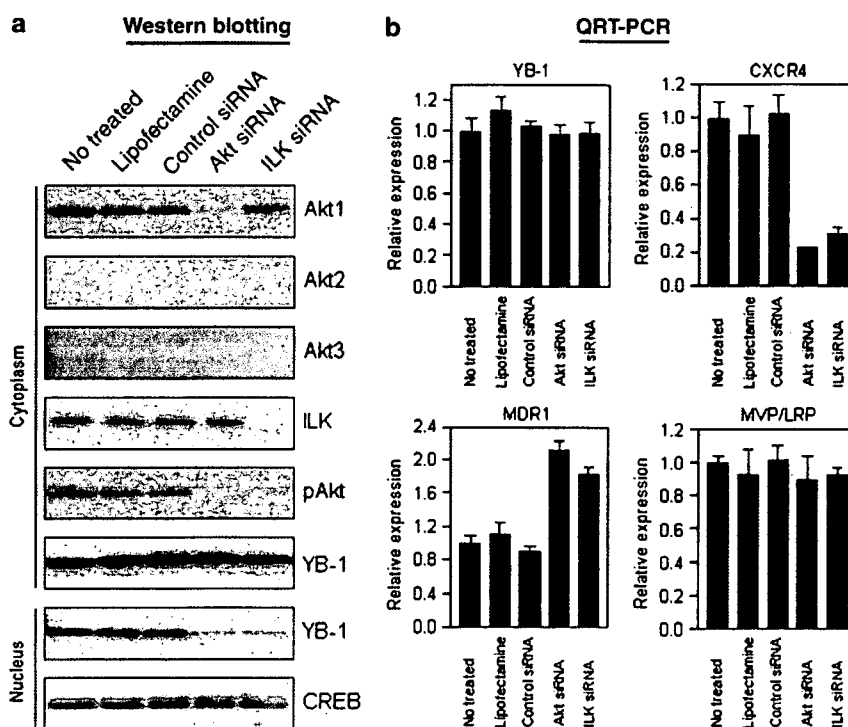 a
Western blotting
No treated
Lipofectamine
Control siRNA
Akt siRNA
ILK siRNA
Cytoplasm
Akt1
Akt2
Akt3
ILK
pAkt
YB-1
Nucleus
YB-1
CREB
b
QRT-PCR
YB-1
Relative expression
1.2
1.0
0.8
0.6
0.4
0.2
0.0
No treated
Lipofectamine
Control siRNA
Akt siRNA
ILK siRNA
CXCR4
Relative expression
1.2
1.0
0.8
0.6
0.4
0.2
0.0
No treated
Lipofectamine
Control siRNA
Akt siRNA
ILK siRNA
MDR1
Relative expression
2.4
2.0
1.6
1.2
0.8
0.4
0.0
No treated
Lipofectamine
Control siRNA
Akt siRNA
ILK siRNA
MVP/LRP
Relative expression
1.2
1.0
0.8
0.6
0.4
0.2
0.0
No treated
Lipofectamine
Control siRNA
Akt siRNA
ILK siRNA